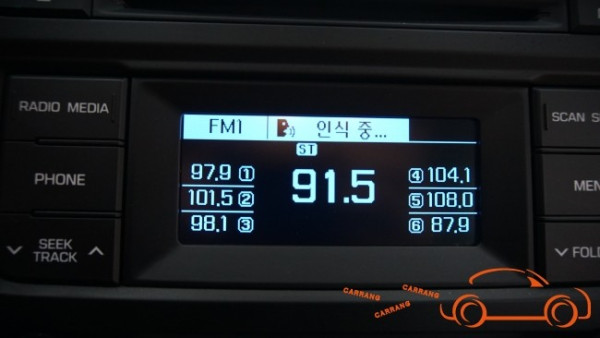 RADIO MEDIA
PHONE
SEEK
TRACK
FM1 인식 중...
ST
91.5
97.9 1
101.5 2
98.1 3
4 104.1
5 108.0
6 87.9
SCAN
FOLD
CARRANG
CARRANG
CARRANG